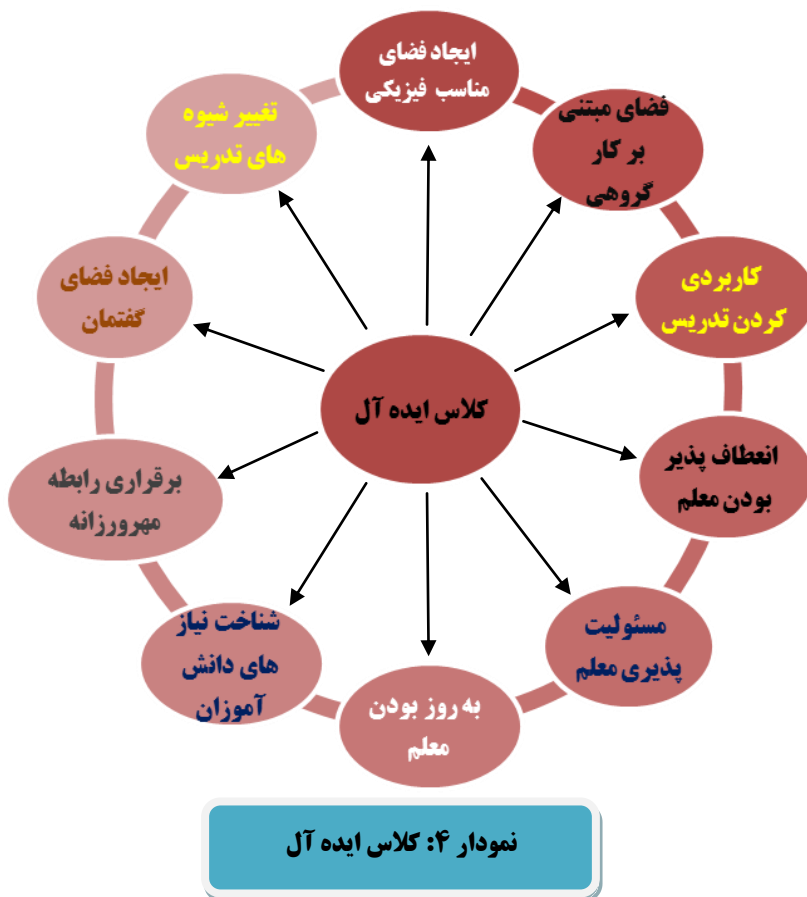 ایجاد فضای
مناسب فیزیکی
فضای مبتنی
بر کار
گروهی
کاربردی
کردن تدریس
انعطاف پذیر
بودن معلم
مسئولیت
پذیری معلم
به روز بودن
معلم
شناخت نیاز
های دانش
آموزان
برقراری رابطه
مهرورزانه
ایجاد فضای
گفتمان
تغییر شیوه
های تدریس
کلاس ایده آل
نمودار ۴: کلاس ایده آل